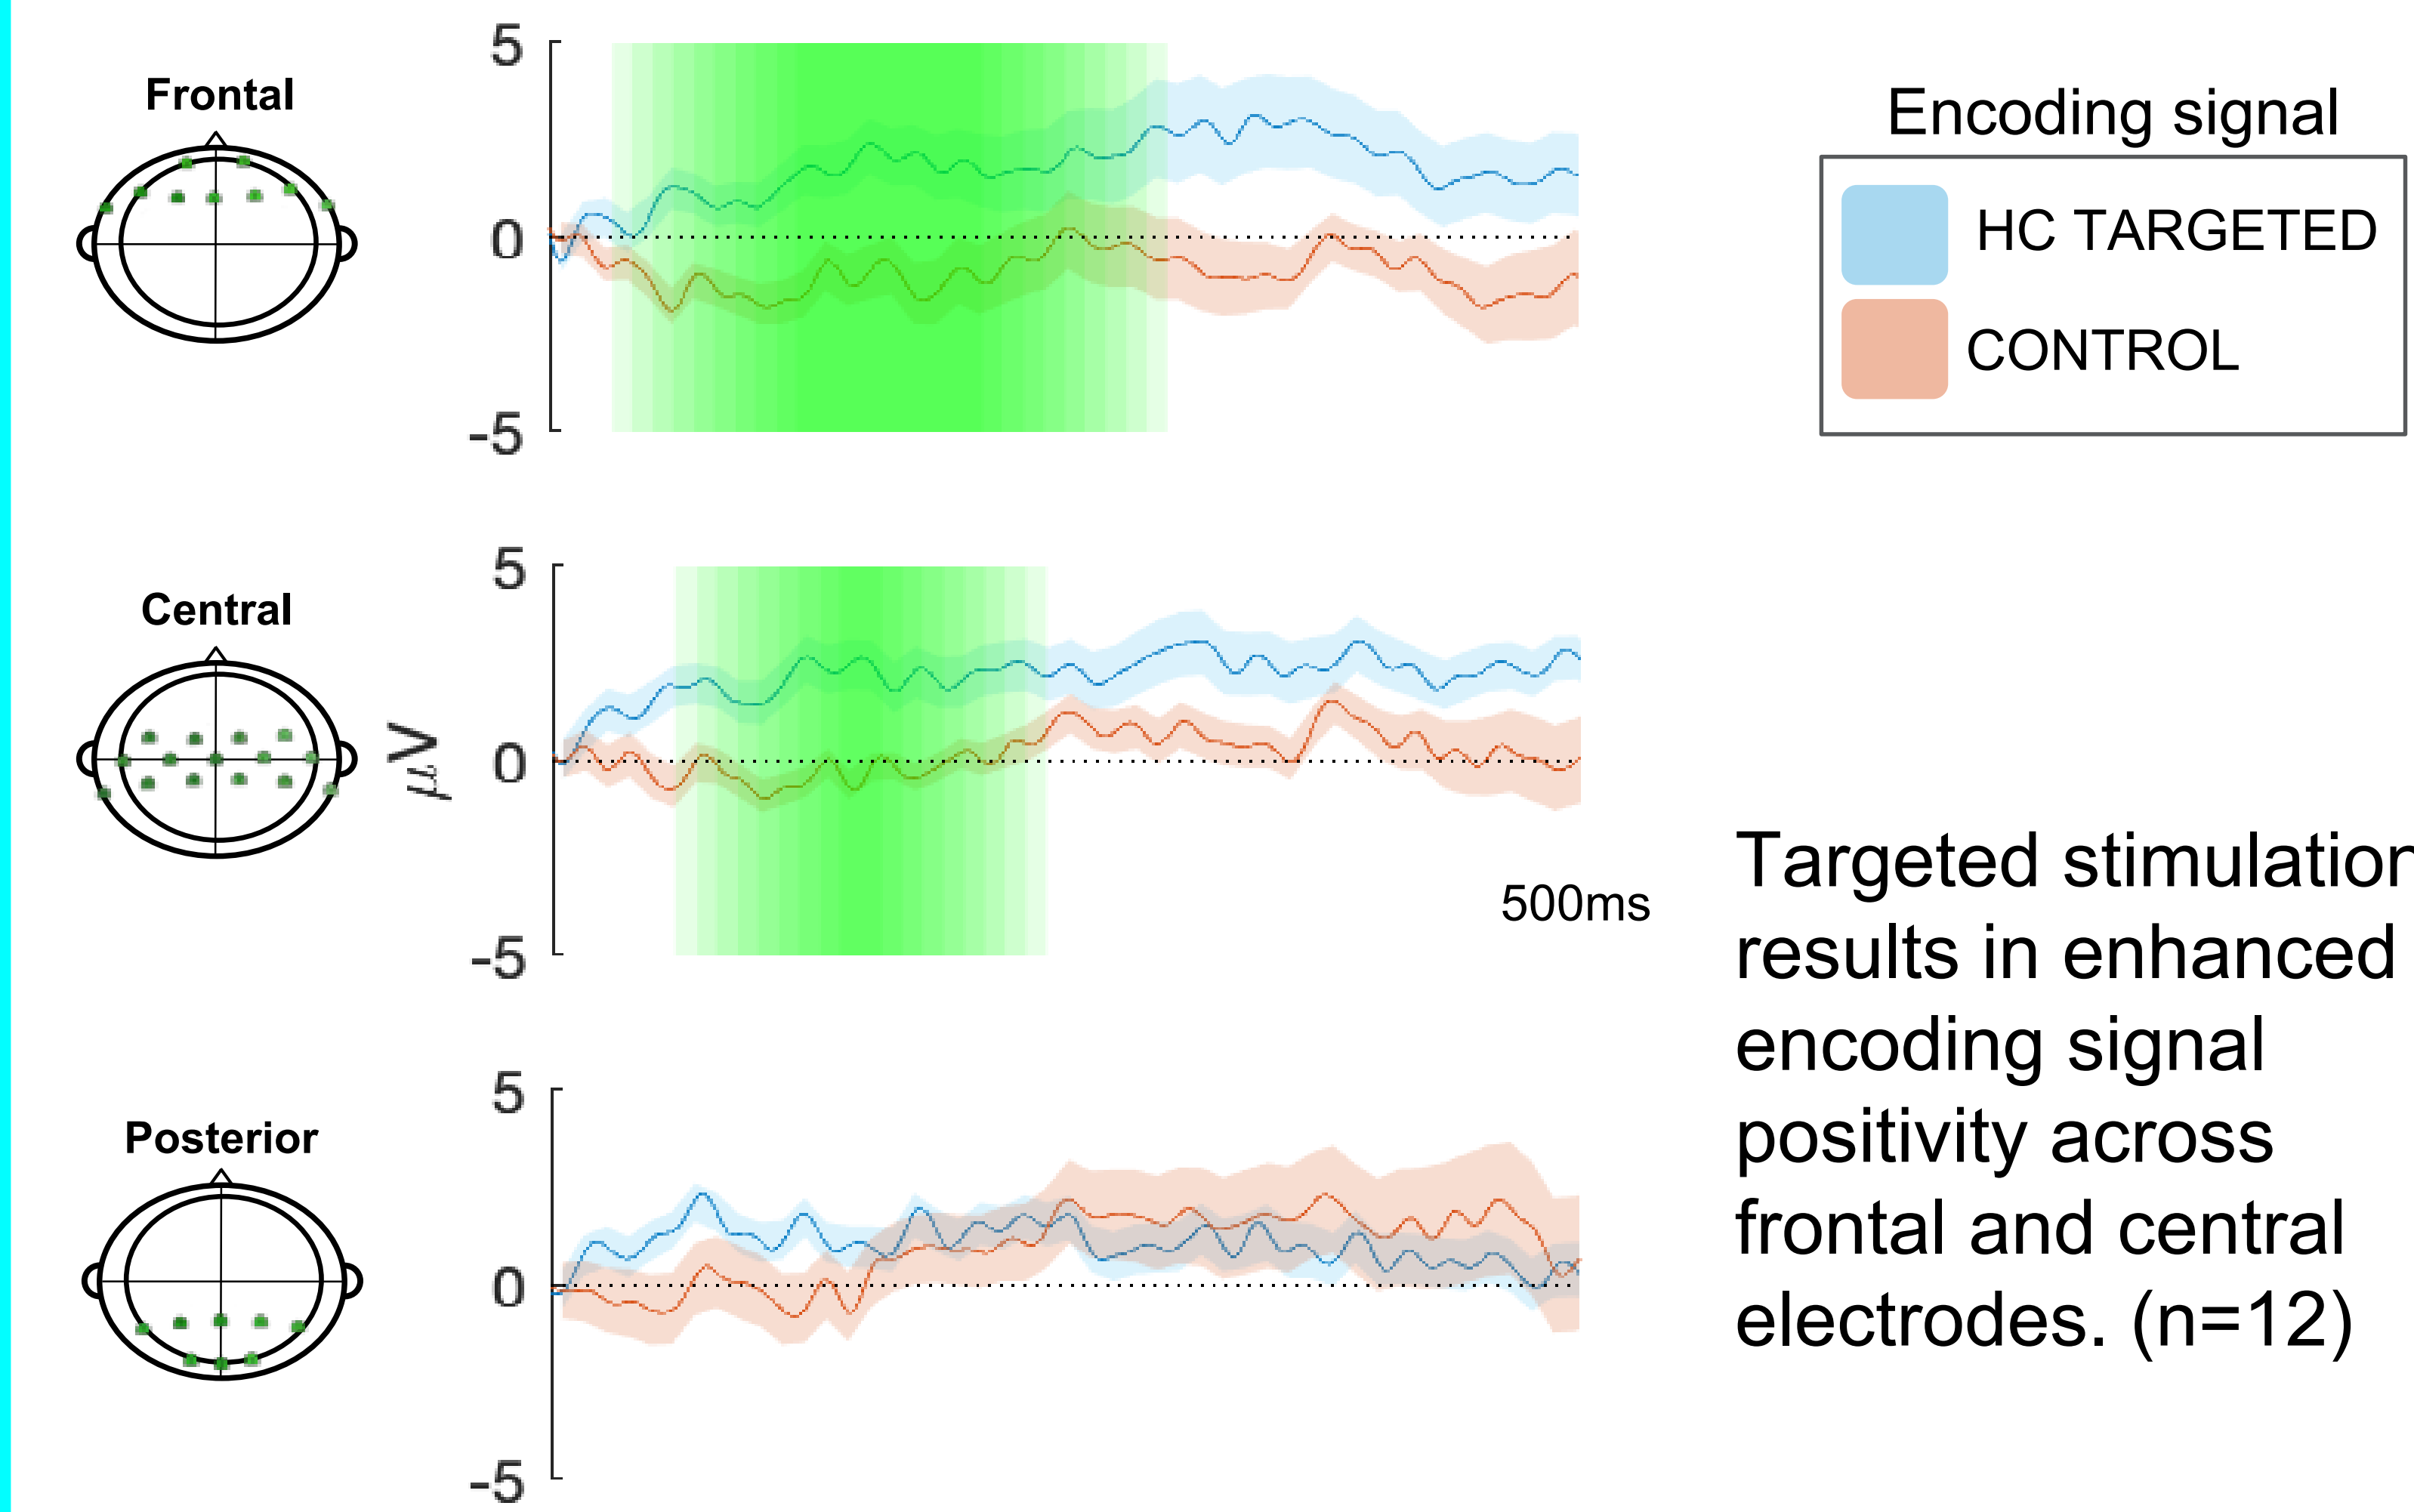 Frontal
5
0
-5
Encoding signal
HC TARGETED
CONTROL
Central
μV
5
0
-5
500ms
Targeted stimulation
results in enhanced
encoding signal
positivity across
frontal and central
electrodes. (n=12)
Posterior
5
0
-5